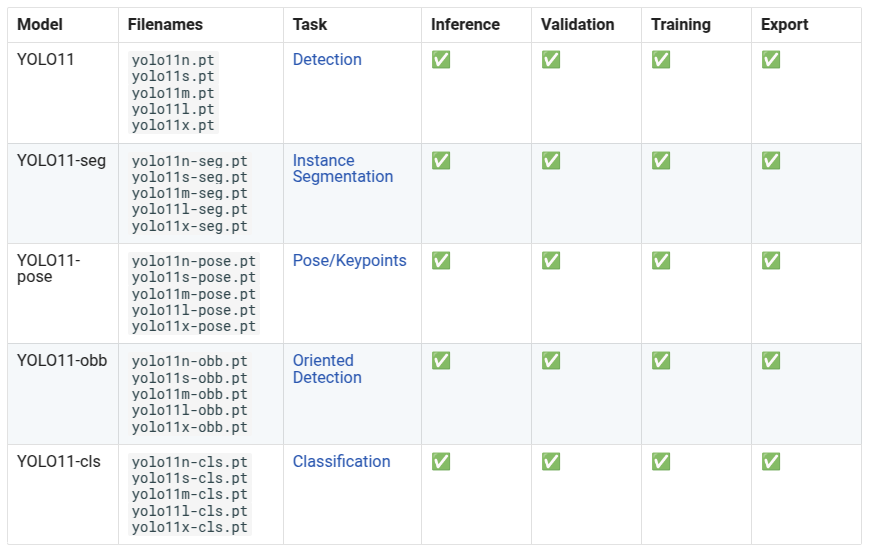 Model Filenames Task Inference Validation Training Export
YOLO11 yolo11n.pt Detection ✅ ✅ ✅ ✅
yolo11s.pt
yolo11m.pt
yolo11l.pt
yolo11x.pt
YOLO11-seg yolo11n-seg.pt Instance ✅ ✅ ✅ ✅
yolo11s-seg.pt Segmentation
yolo11m-seg.pt
yolo11l-seg.pt
yolo11x-seg.pt
YOLO11- yolo11n-pose.pt Pose/Keypoints ✅ ✅ ✅ ✅
pose yolo11s-pose.pt
yolo11m-pose.pt
yolo11l-pose.pt
yolo11x-pose.pt
YOLO11-obb yolo11n-obb.pt Oriented ✅ ✅ ✅ ✅
yolo11s-obb.pt Detection
yolo11m-obb.pt
yolo11l-obb.pt
yolo11x-obb.pt
YOLO11-cls yolo11n-cls.pt Classification ✅ ✅ ✅ ✅
yolo11s-cls.pt
yolo11m-cls.pt
yolo11l-cls.pt
yolo11x-cls.pt